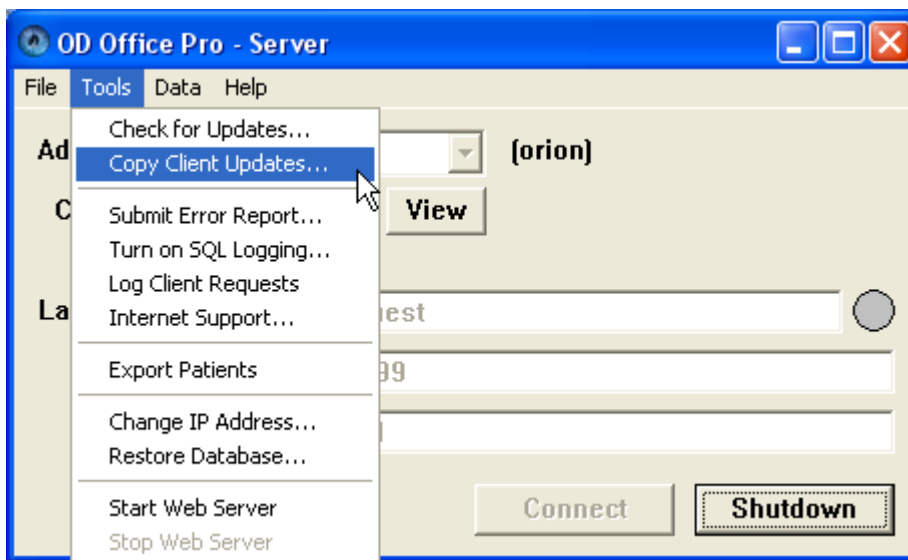 OD Office Pro - Server
File Tools Data Help
Check for Updates...
Copy Client Updates...
(orion)
View
Submit Error Report...
Turn on SQL Logging...
Log Client Requests
Internet Support...
Export Patients
Change IP Address...
Restore Database...
Start Web Server
Stop Web Server
Connect
Shutdown